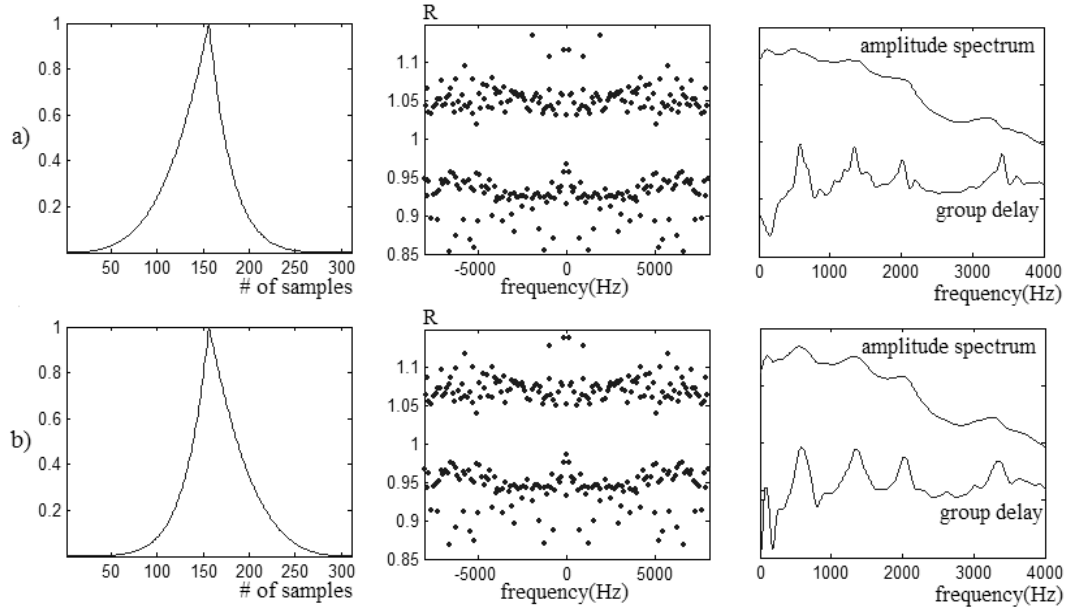 a)
1
0.8
0.6
0.4
0.2
50 100 150 200 250 300
# of samples
R
1.1
1.05
1
0.95
0.9
0.85
-5000 0 5000
frequency(Hz)
amplitude spectrum
group delay
0 1000 2000 3000 4000
frequency(Hz)
b)
1
0.8
0.6
0.4
0.2
50 100 150 200 250 300
# of samples
R
1.1
1.05
1
0.95
0.9
0.85
-5000 0 5000
frequency(Hz)
amplitude spectrum
group delay
0 1000 2000 3000 4000
frequency(Hz)